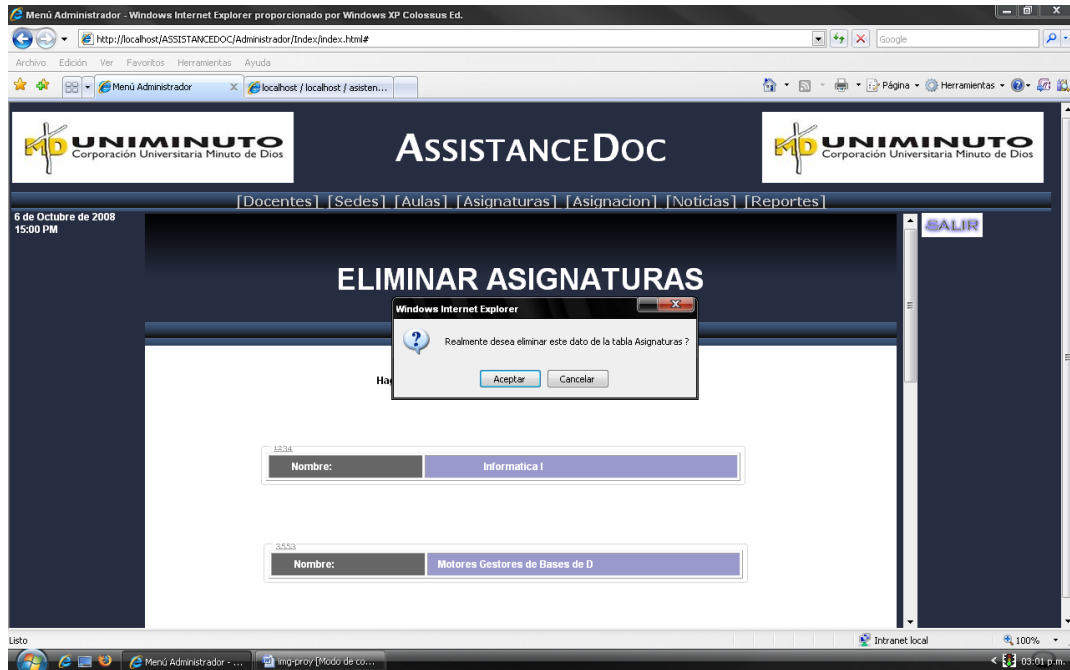 Menú Administrador - Windows Internet Explorer proporcionado por Windows XP Colossus Ed.
http://localhost/ASSISTANCEDOC/Administrador/Index/index.html#
Google
Archivo Edición Ver Favoritos Herramientas Ayuda
Menú Administrador
localhost / localhost / asisten...
Página
Herramientas
UNIMINUTO
Corporación Universitaria Minuto de Dios
ASSISTANCEDOC
UNIMINUTO
Corporación Universitaria Minuto de Dios
[Docentes] [Sedes] [Aulas] [Asignaturas] [Asignacion] [Noticias] [Reportes]
6 de Octubre de 2008
15:00 PM
SALIR
ELIMINAR ASIGNATURAS
Windows Internet Explorer
Realmente desea eliminar este dato de la tabla Asignaturas ?
Aceptar Cancelar
1234
Nombre: Informatica I
3553
Nombre: Motores Gestores de Bases de D
Listo
Intranet local
100%
Menú Administrador - ...
img-proy [Modo de co...
03:01 p.m.